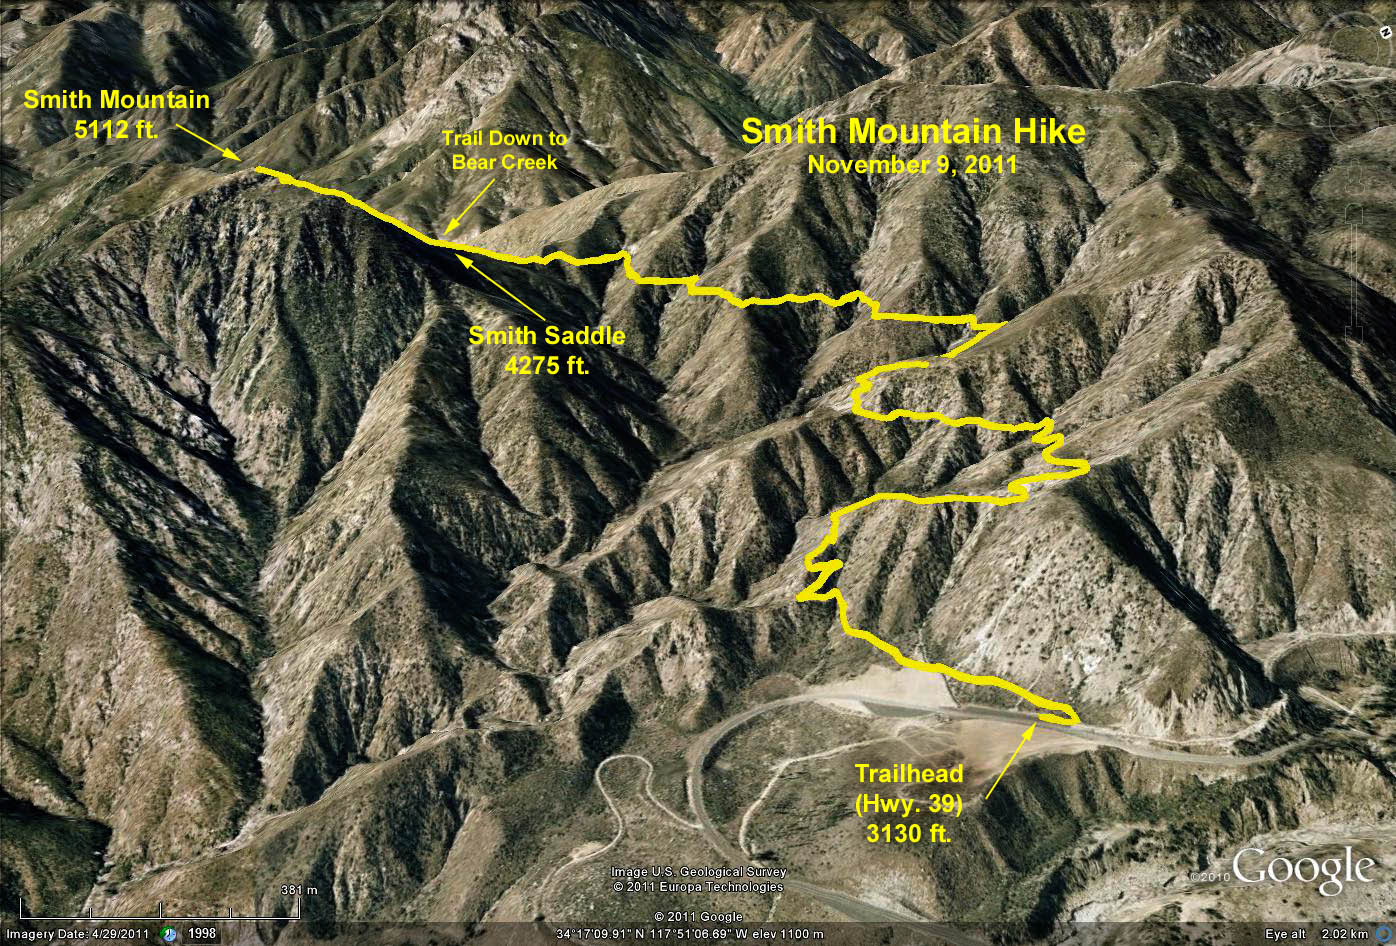 Smith Mountain Hike
November 9, 2011
Smith Mountain
5112 ft.
Trail Down to
Bear Creek
Smith Saddle
4275 ft.
Trailhead
(Hwy. 39)
3130 ft.
Image U.S. Geological Survey
© 2011 Europa Technologies
©2010 Google
381 m
© 2011 Google
Imagery Date: 4/29/2011 1998
34°17'09.91" N 117°51'06.69" W elev 1100 m
Eye alt 2.02 km
N